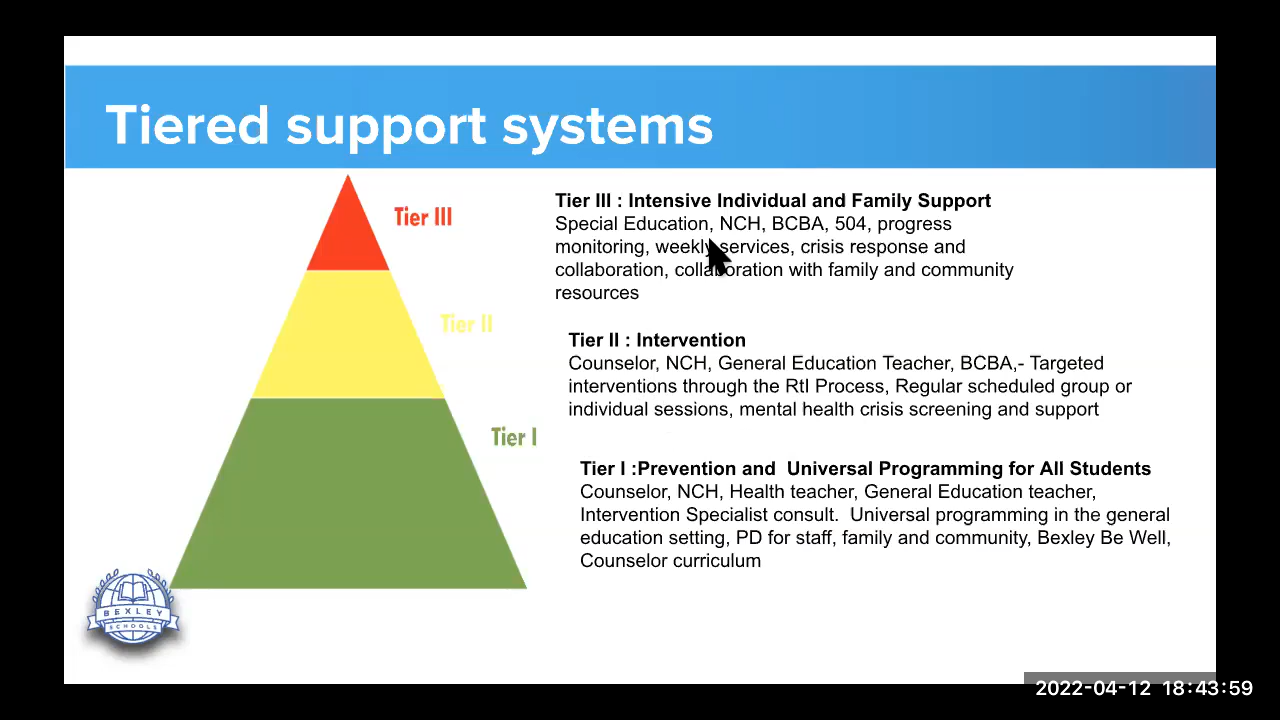 Tiered support systems
Tier III
Tier II
Tier I
Tier III : Intensive Individual and Family Support
Special Education, NCH, BCBA, 504, progress
monitoring, weekly services, crisis response and
collaboration, collaboration with family and community
resources
Tier II : Intervention
Counselor, NCH, General Education Teacher, BCBA,- Targeted
interventions through the RtI Process, Regular scheduled group or
individual sessions, mental health crisis screening and support
Tier I :Prevention and  Universal Programming for All Students
Counselor, NCH, Health teacher, General Education teacher,
Intervention Specialist consult.  Universal programming in the general
education setting, PD for staff, family and community, Bexley Be Well,
Counselor curriculum
BEXLEY
SCHOOLS
2022-04-12 18:43:59